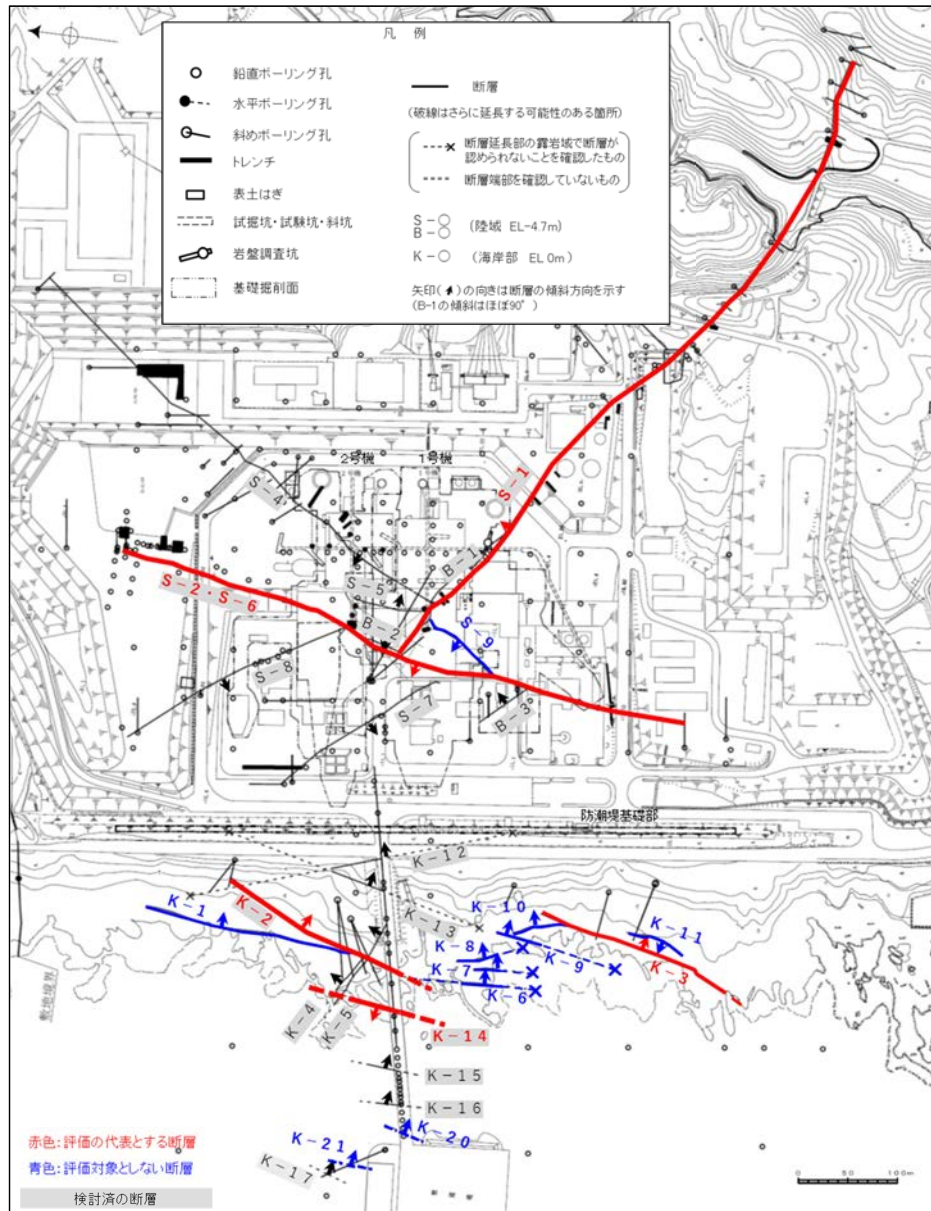 凡 例
鉛直ボーリング孔
水平ボーリング孔
斜めボーリング孔
トレンチ
表土はぎ
試掘坑・試験坑・斜坑
岩盤調査坑
基礎掘削面
断層
(破線はさらに延長する可能性のある箇所)
断層延長部の露岩域で断層が
認められないことを確認したもの
断層端部を確認していないもの
S-○
B-○
(陸域 EL-4.7m)
K-○
(海岸部 EL 0m)
矢印( )の向きは断層の傾斜方向を示す
(B-1の傾斜はほぼ90°)
2号機
1号機
S-4
S-1
B-1
S-5
S-2・S-6
B-2
S-9
S-8
S-7
B-3
防潮堤基礎部
K-12
K-1
K-2
K-13
K-10
K-11
K-8
K-9
K-7
K-3
K-6
K-4
K-5
K-14
敷地境界
K-15
K-16
K-20
K-21
K-17
赤色:評価の代表とする断層
青色:評価対象としない断層
検討済の断層
0 50 100m